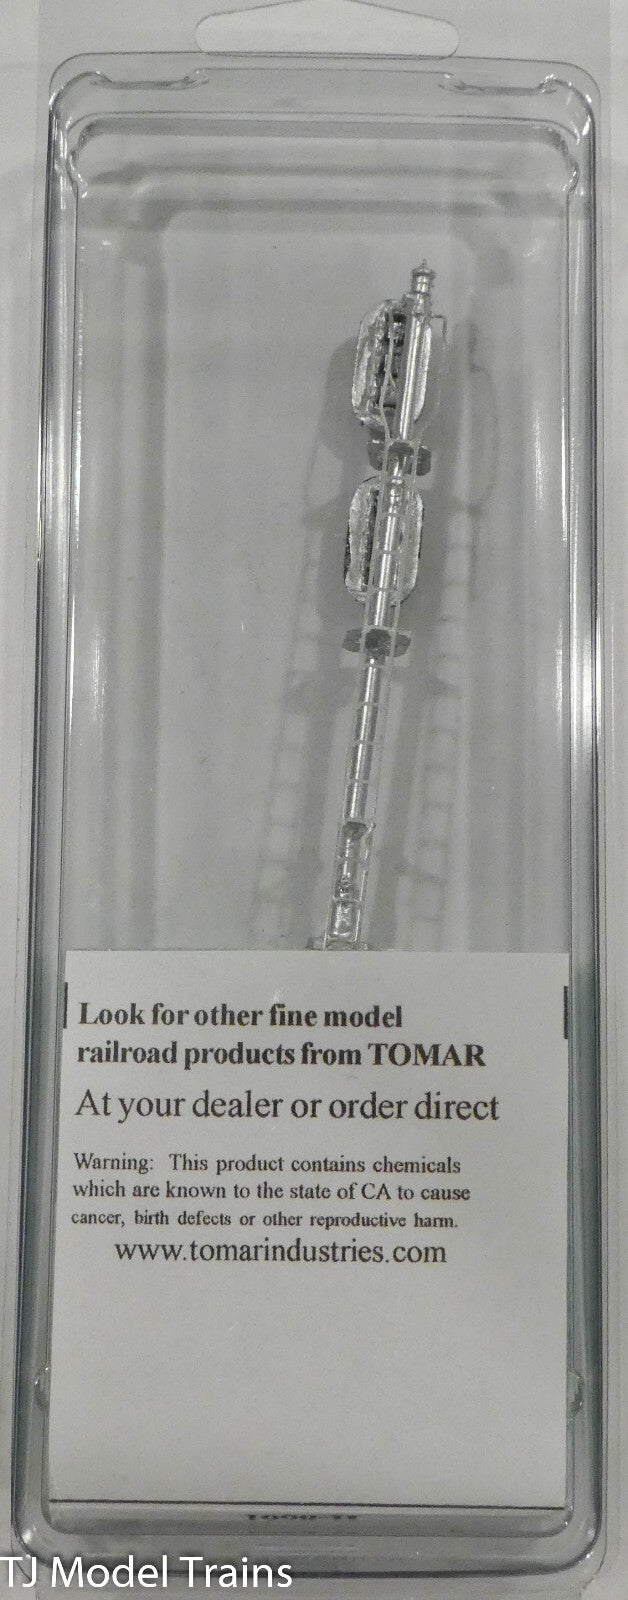 Look for other fine model
railroad products from TOMAR
At your dealer or order direct
Warning: This product contains chemicals
which are known to the state of CA to cause
cancer, birth defects or other reproductive harm.
www.tomarindustries.com
TJ Model Trains